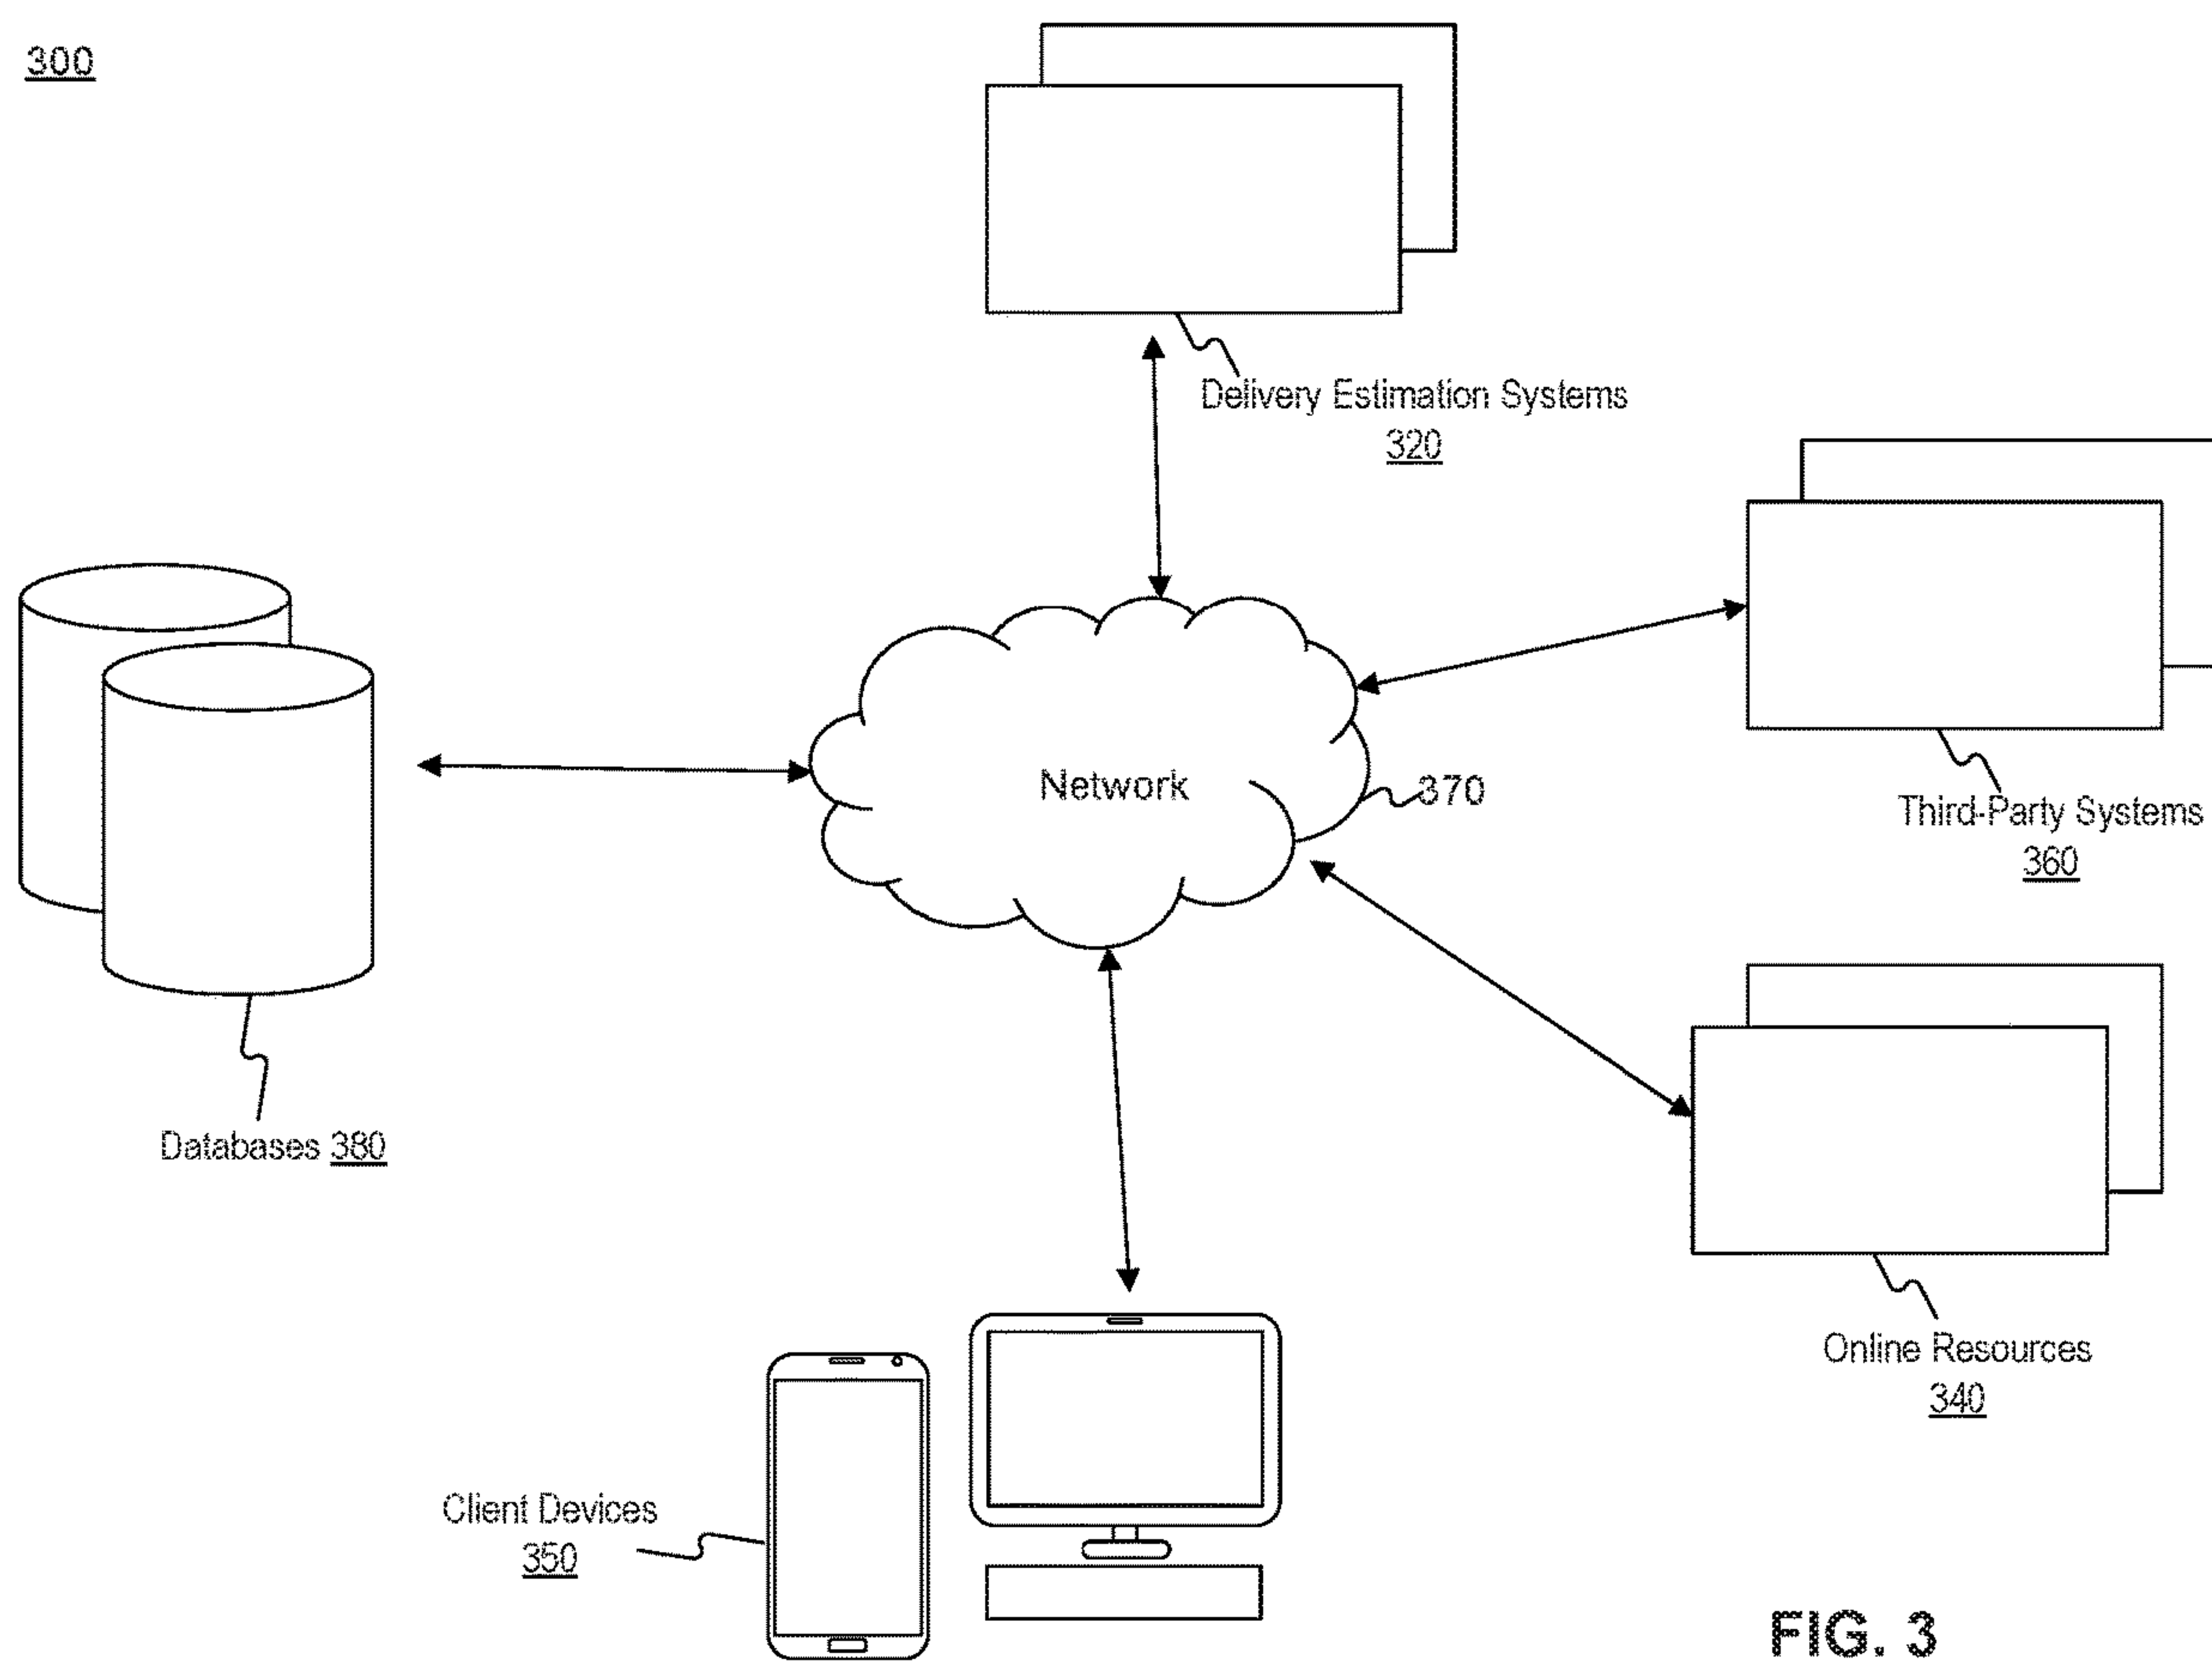 300
Delivery Estimation Systems
320
Network
370
Third-Party Systems
360
Databases 380
Online Resources
340
Client Devices
350
FIG. 3